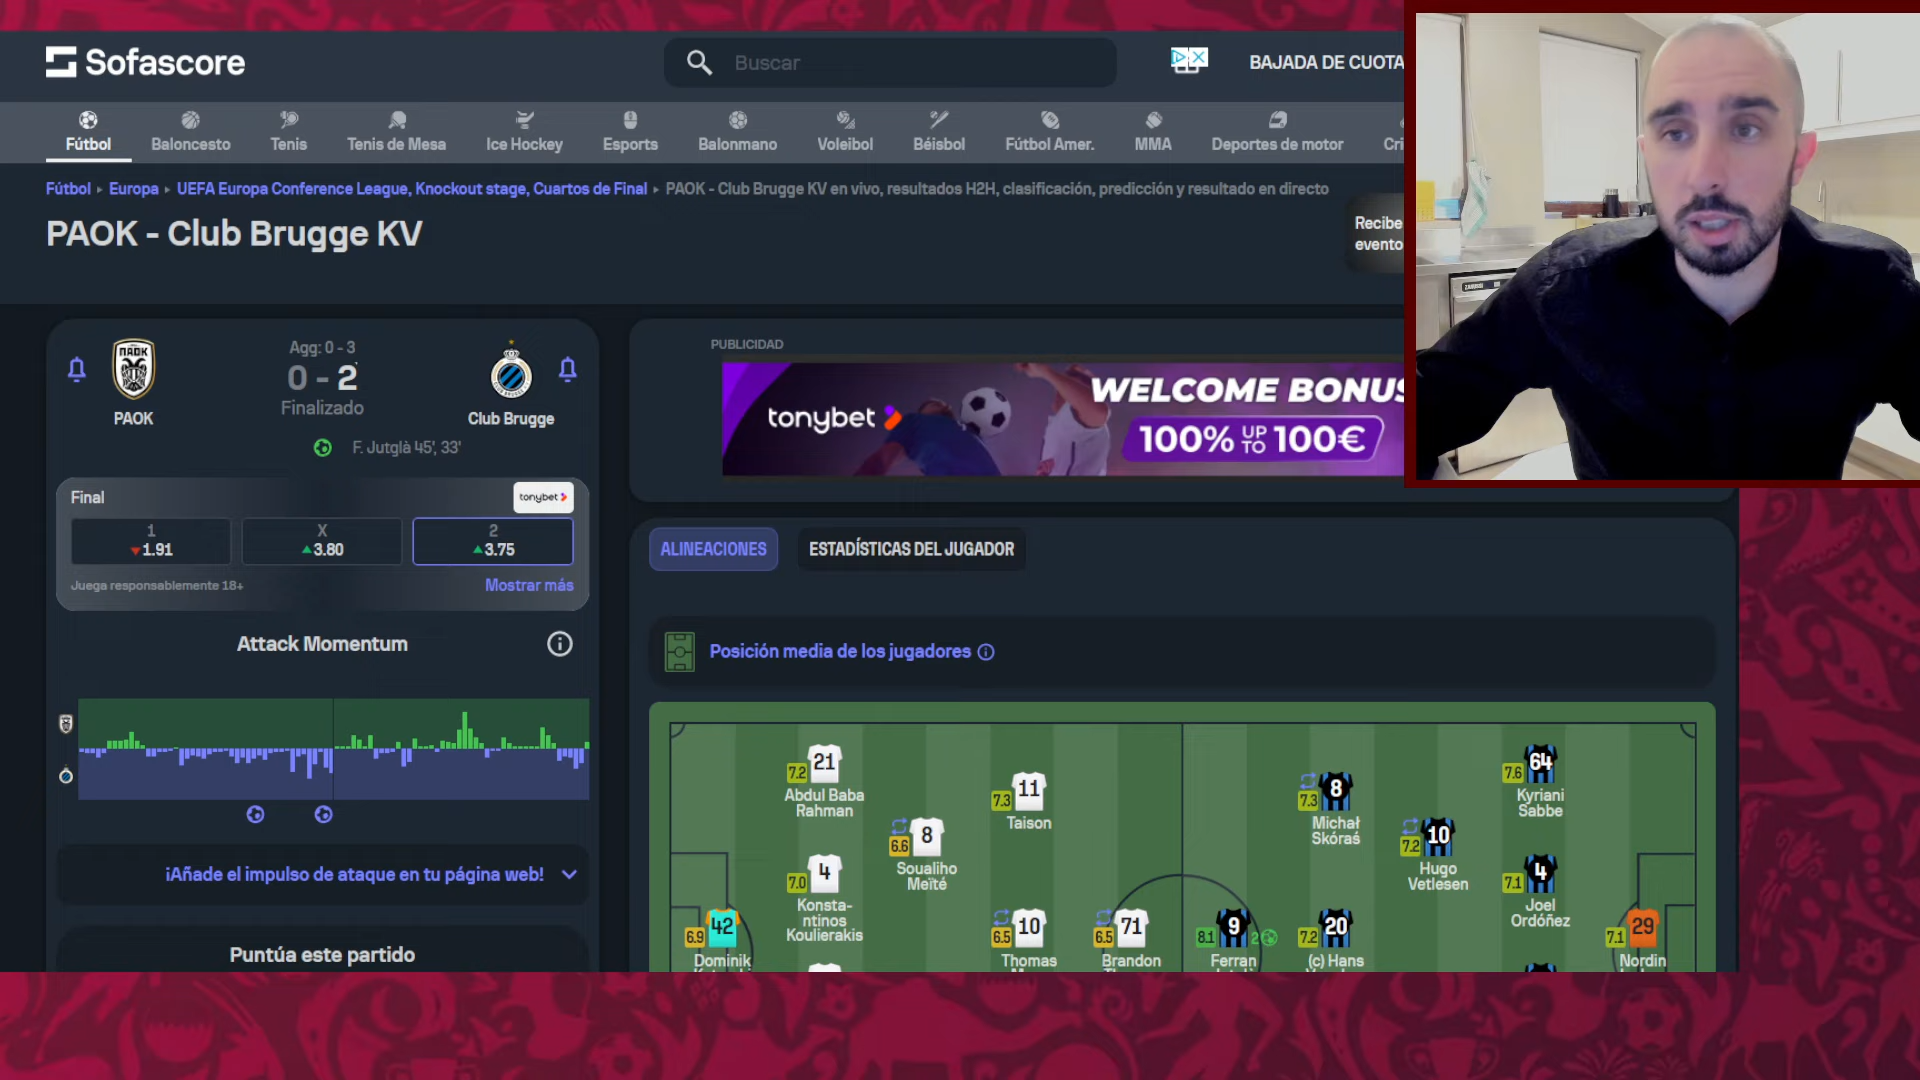 Sofascore
Buscar
BAJADA DE CUOTA
Fútbol
Baloncesto
Tenis
Tenis de Mesa
Ice Hockey
Esports
Balonmano
Voleibol
Béisbol
Fútbol Amer.
MMA
Deportes de motor
Cri
Fútbol ▸ Europa ▸ UEFA Europa Conference League, Knockout stage, Cuartos de Final ▸ PAOK - Club Brugge KV en vivo, resultados H2H, clasificación, predicción y resultado en directo
PAOK - Club Brugge KV
Recibe
evento
Agg: 0 - 3
0 - 2
Finalizado
ΠΑΟΚ
PAOK
Club Brugge
F. Jutglà 45', 33'
Final
tonybet
1
1.91
X
3.80
2
3.75
Juega responsablemente 18+
Mostrar más
Attack Momentum
¡Añade el impulso de ataque en tu página web!
Puntúa este partido
PUBLICIDAD
tonybet
WELCOME BONUS
100% UP TO 100€
ALINEACIONES
ESTADÍSTICAS DEL JUGADOR
Posición media de los jugadores
21
7.2
Abdul Baba
Rahman
11
7.3
Taison
8
7.3
Michał
Skóraś
64
7.6
Kyriani
Sabbe
8
6.6
Soualiho
Meïté
10
7.2
Hugo
Vetlesen
4
7.0
Konsta-
ntinos
Koulierakis
4
7.1
Joel
Ordóñez
42
6.9
Dominik
10
6.5
Thomas
71
6.5
Brandon
9
8.1
2
Ferran
20
7.2
(c) Hans
29
7.1
Nordin